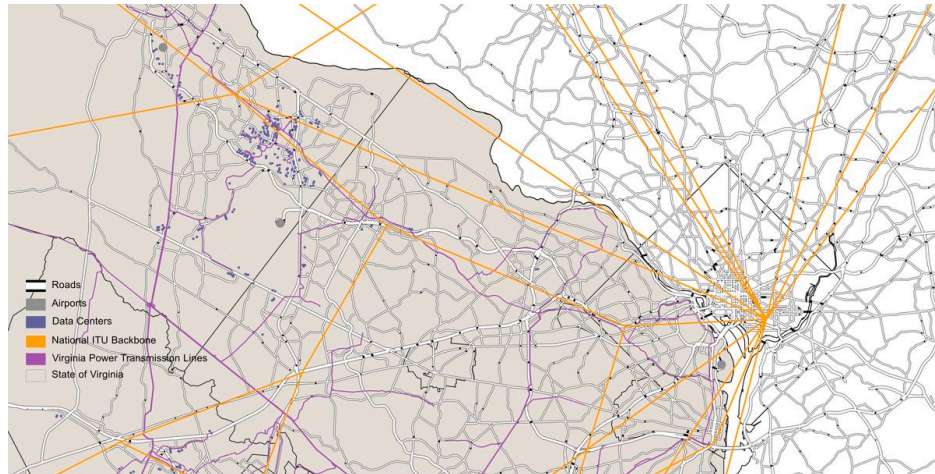 Roads
Airports
Data Centers
National ITU Backbone
Virginia Power Transmission Lines
State of Virginia